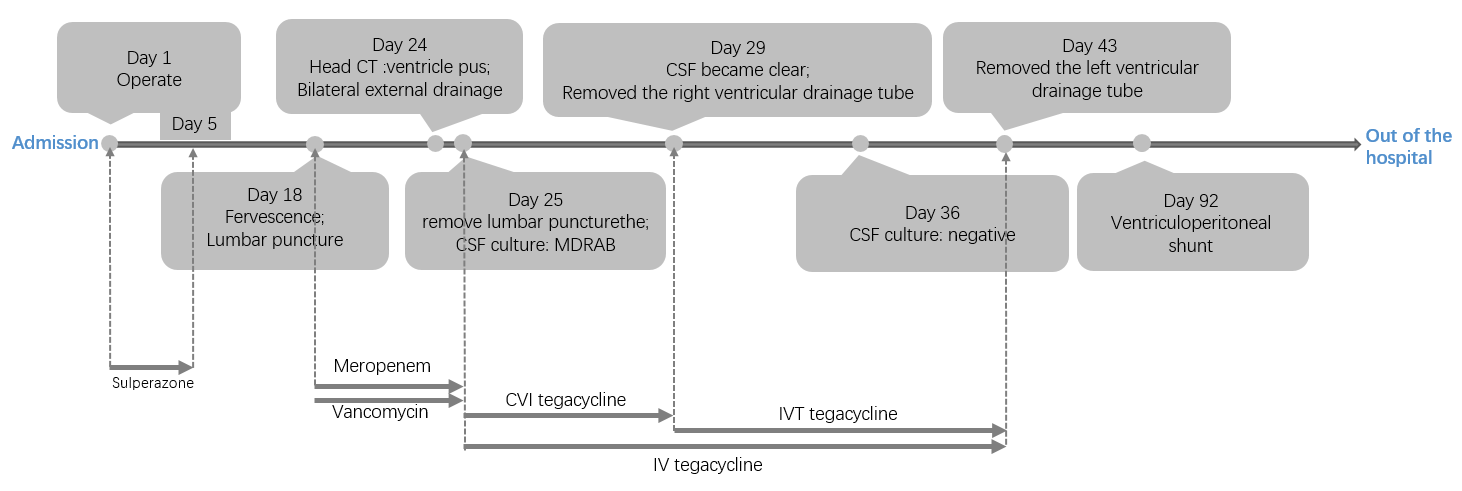 Day 1
Operate
Day 24
Head CT :ventricle pus;
Bilateral external drainage
Day 29
CSF became clear;
Removed the right ventricular drainage tube
Day 43
Removed the left ventricular
drainage tube
Day 5
Admission
Out of the
hospital
Day 18
Fervescence;
Lumbar puncture
Day 25
remove lumbar puncturethe;
CSF culture: MDRAB
Day 36
CSF culture: negative
Day 92
Ventriculoperitoneal
shunt
Sulperazone
Meropenem
Vancomycin
CVI tegacycline
IVT tegacycline
IV tegacycline